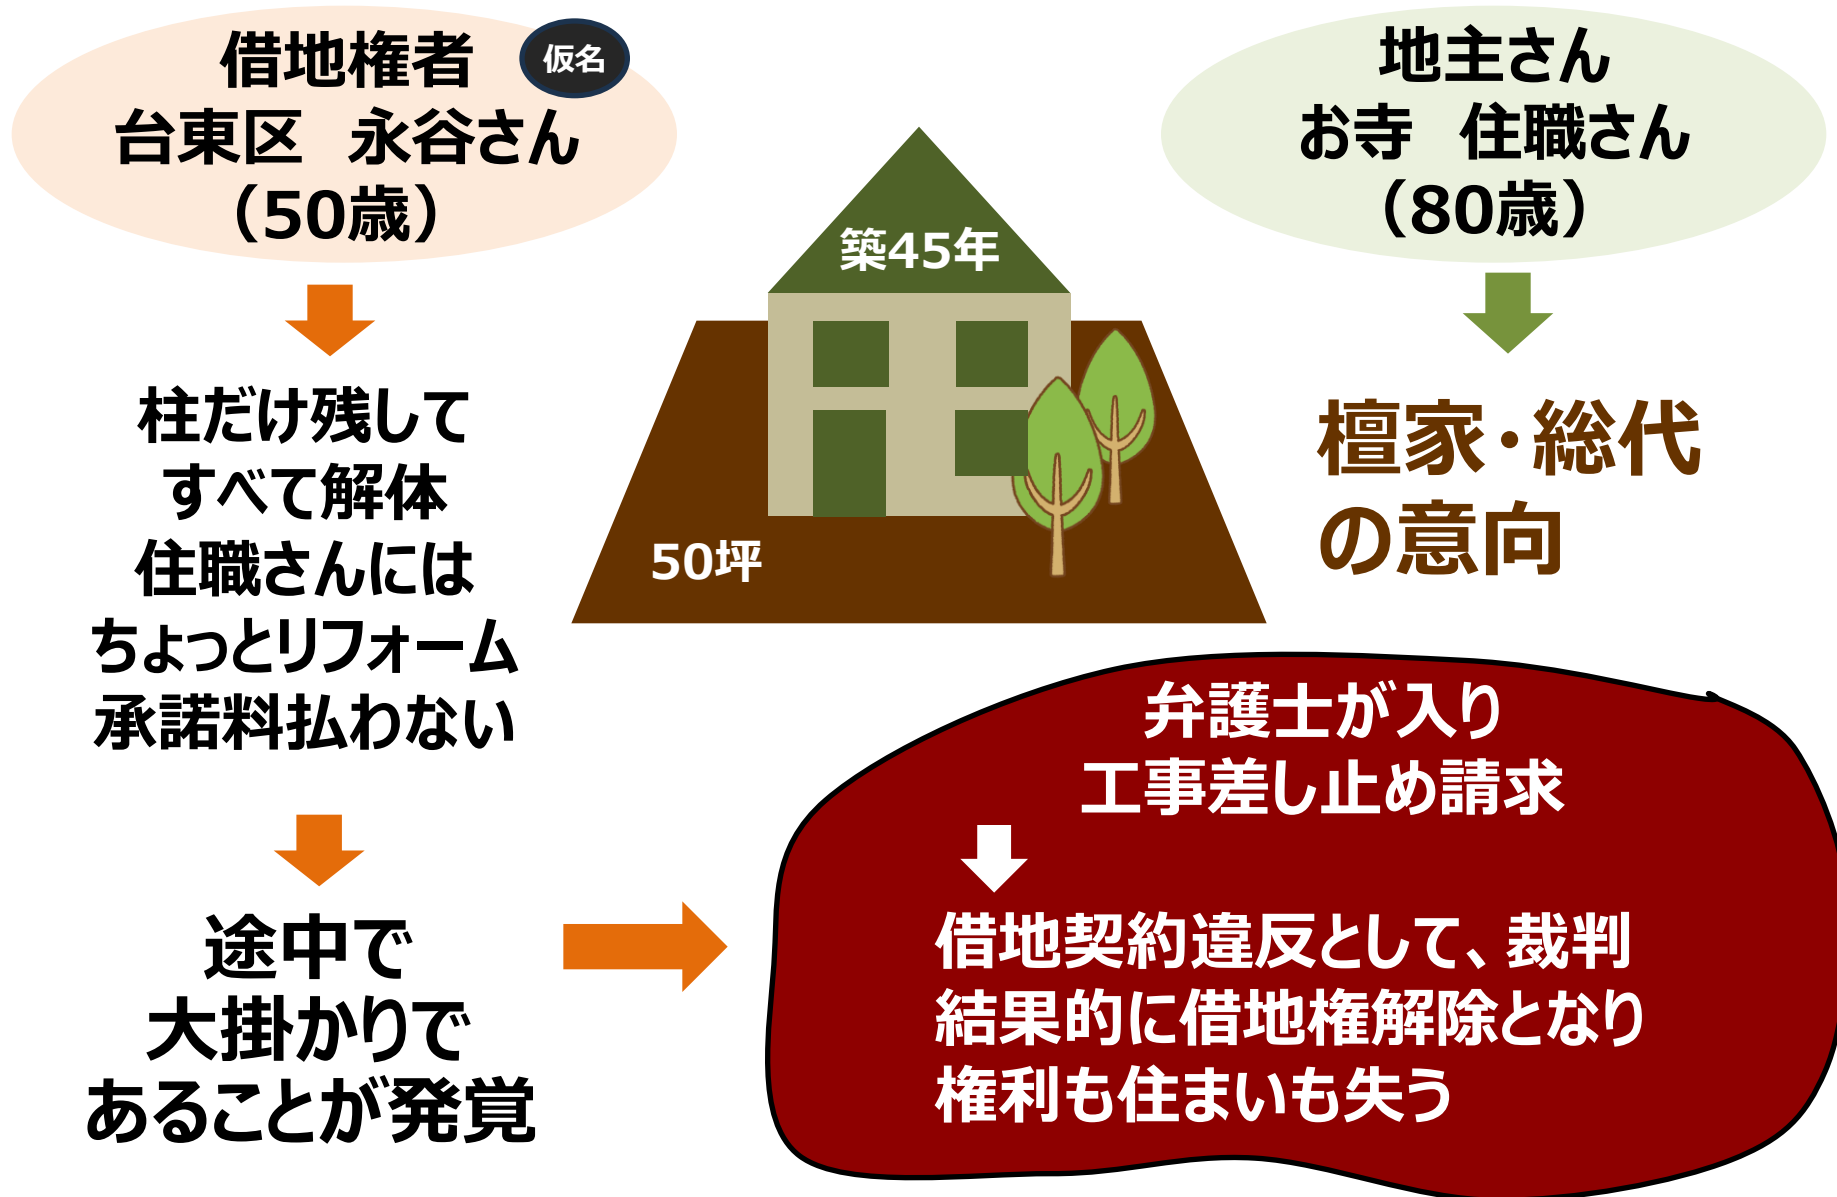 借地権者
仮名
台東区　永谷さん
（50歳）
地主さん
お寺　住職さん
（80歳）
築45年
50坪
柱だけ残して
すべて解体
住職さんには
ちょっとリフォーム
承諾料払わない
檀家・総代
の意向
途中で
大掛かりで
あることが発覚
弁護士が入り
工事差し止め請求
借地契約違反として、裁判
結果的に借地権解除となり
権利も住まいも失う